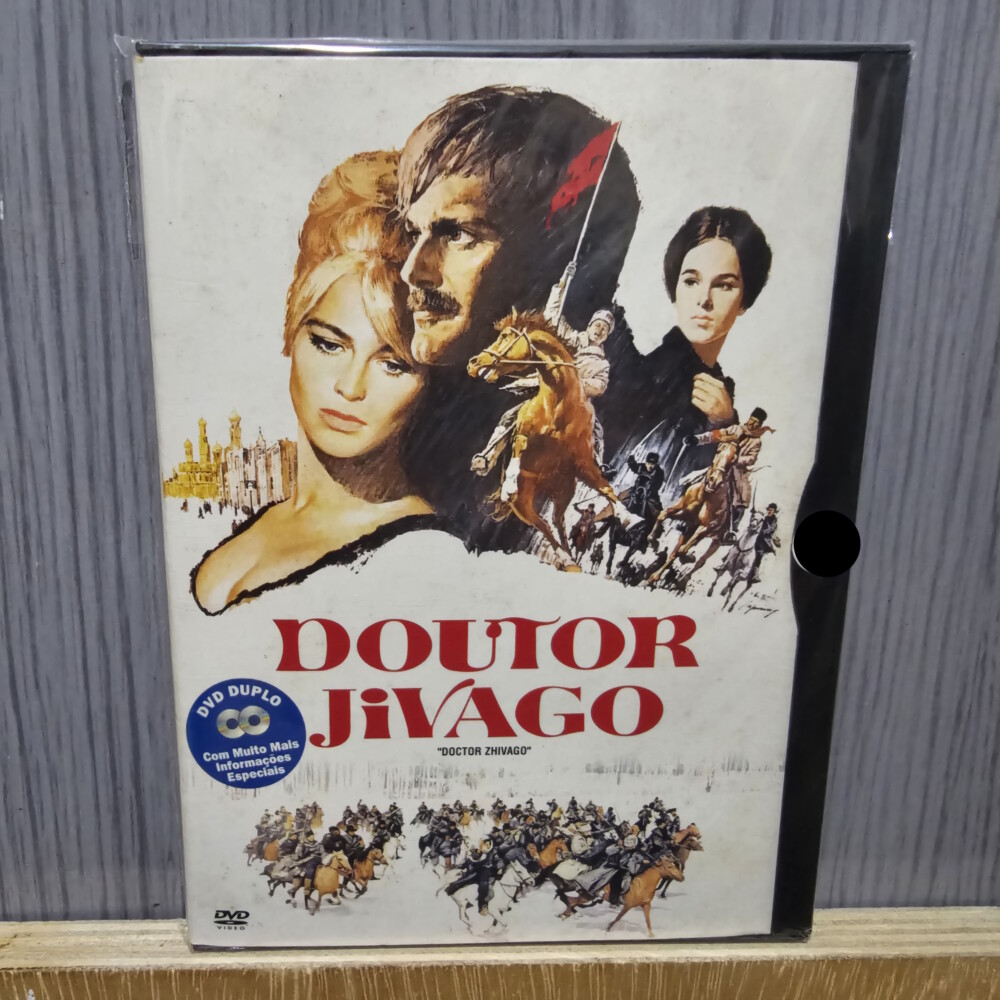 DOUTOR
JiVAGO
"DOCTOR ZHIVAGO"
DVD DUPLO
Com Muito Mais
Informações
Especiais
DVD
VIDEO